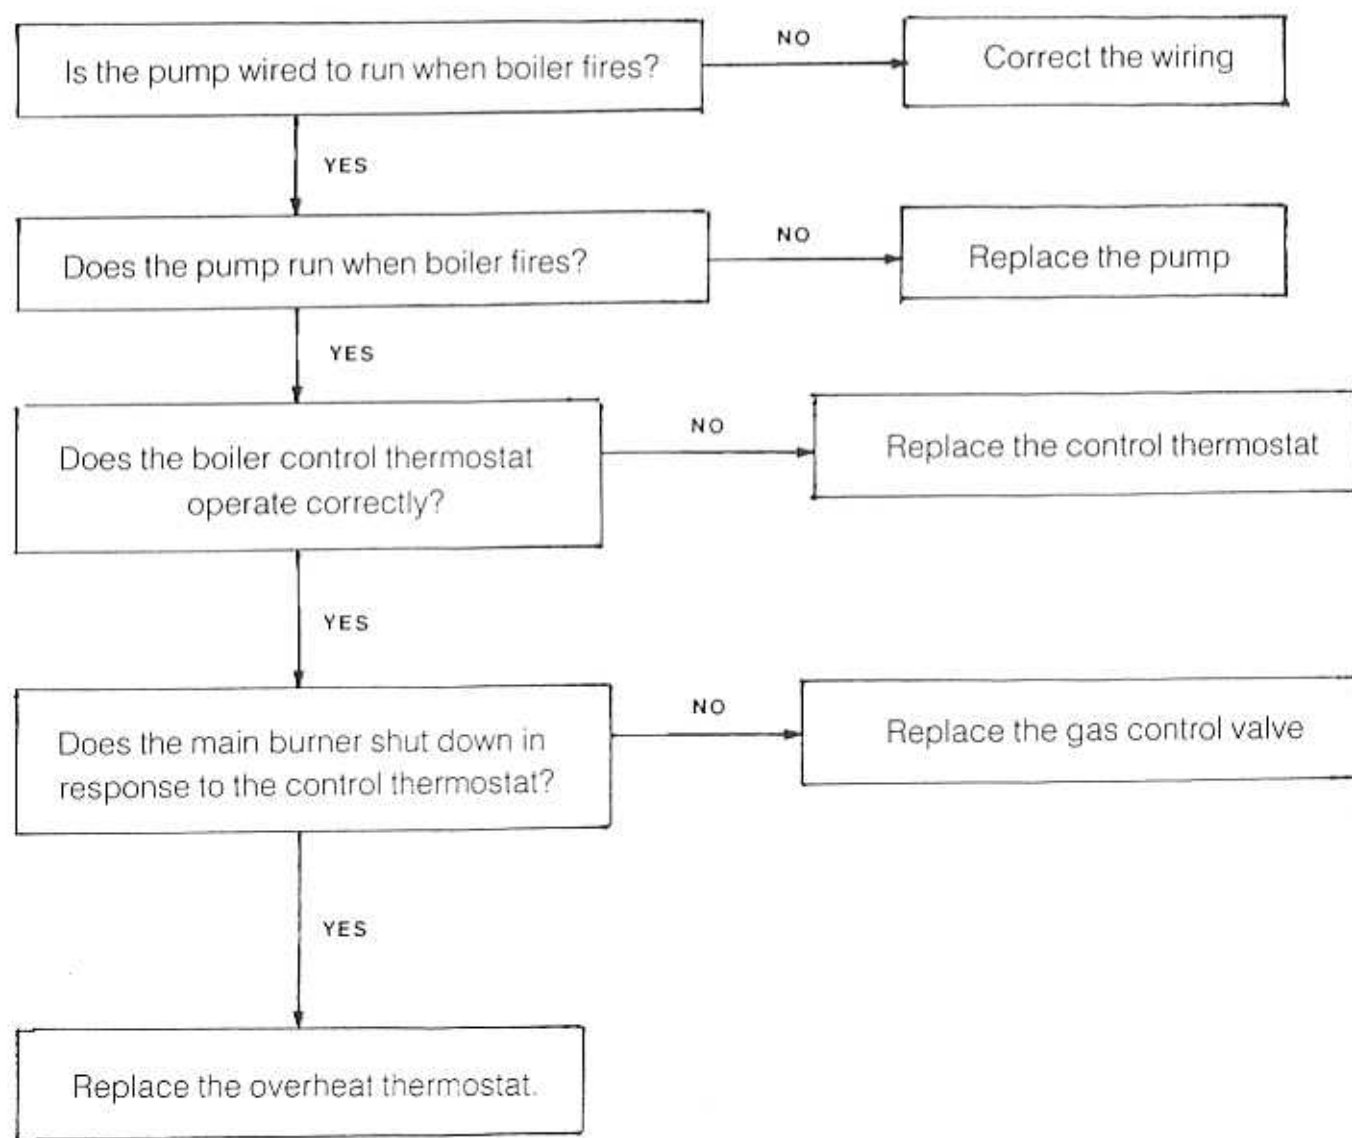 Is the pump wired to run when boiler fires?
NO
Correct the wiring
YES
Does the pump run when boiler fires?
NO
Replace the pump
YES
Does the boiler control thermostat
operate correctly?
NO
Replace the control thermostat
YES
Does the main burner shut down in
response to the control thermostat?
NO
Replace the gas control valve
YES
Replace the overheat thermostat.